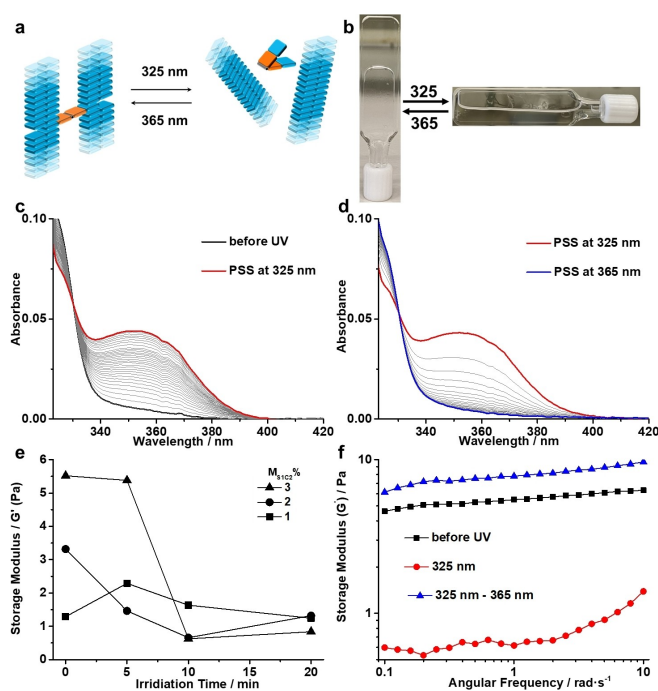 a
325 nm
365 nm
b
325
365
c
0.10
0.05
0.00
Absorbance
before UV
PSS at 325 nm
340 360 380 400 420
Wavelength / nm
d
0.10
0.05
0.00
Absorbance
PSS at 325 nm
PSS at 365 nm
340 360 380 400 420
Wavelength / nm
e
6
5
4
3
2
1
0
Storage Modulus / G' (Pa)
MS1C2%
3
2
1
0 5 10 15 20
Irridiation Time / min
f
10
1
Storage Modulus (G') / Pa
before UV
325 nm
325 nm - 365 nm
0.1 1 10
Angular Frequency / rad·s⁻¹